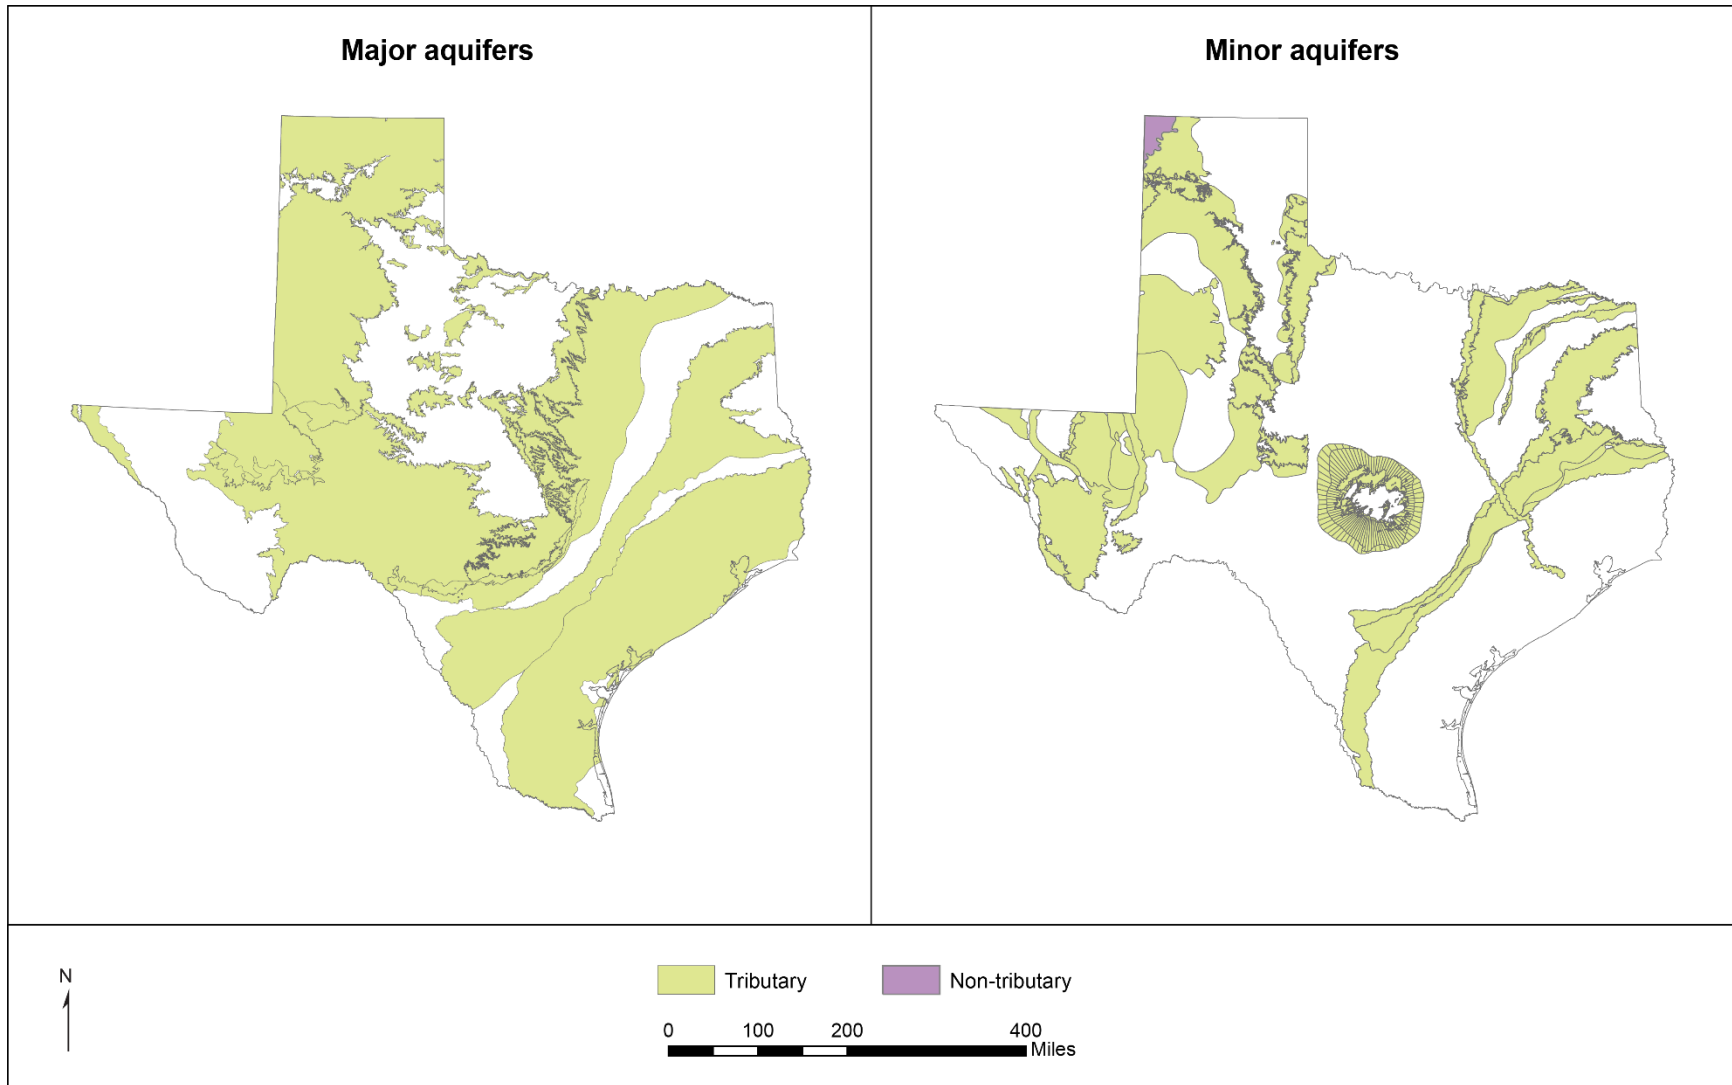 Major aquifers
Minor aquifers
N
Tributary
Non-tributary
0 100 200 400
Miles